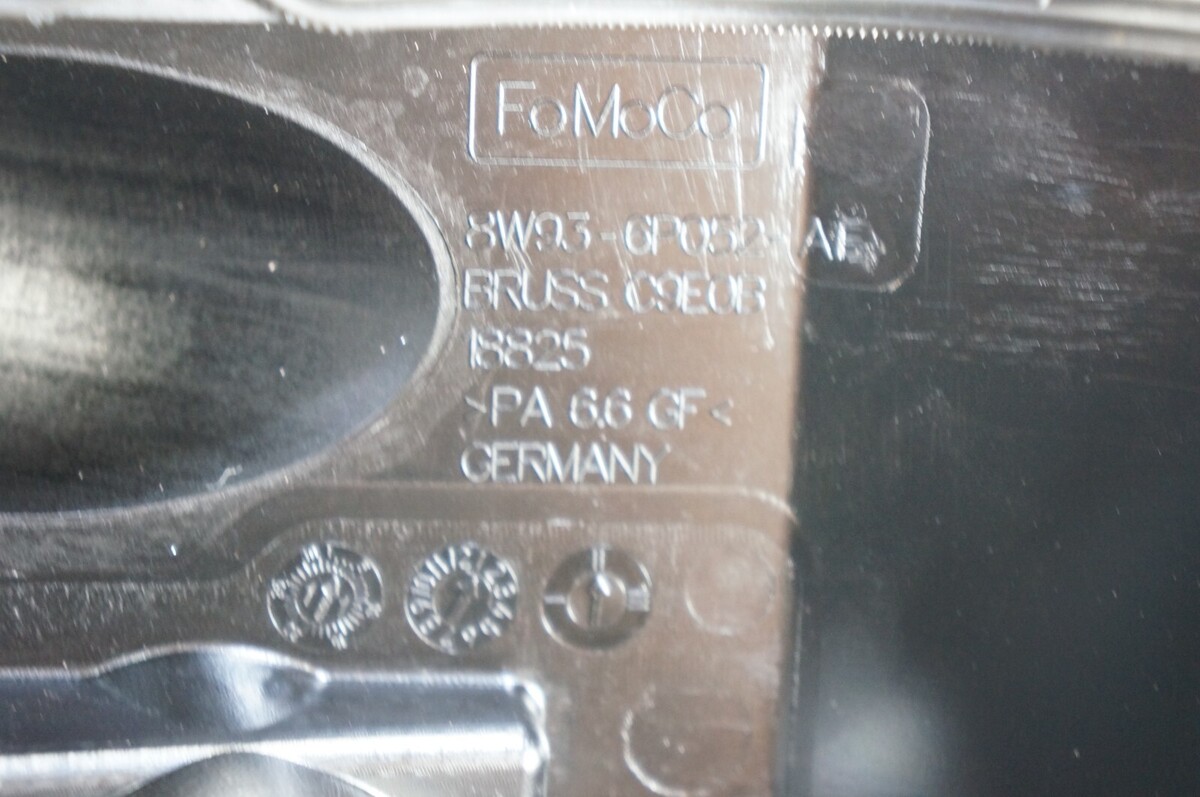 FoMoCo
8W93-6P052-AE
BRUSS C9E0B
18825
>PA 6.6 GF<
GERMANY